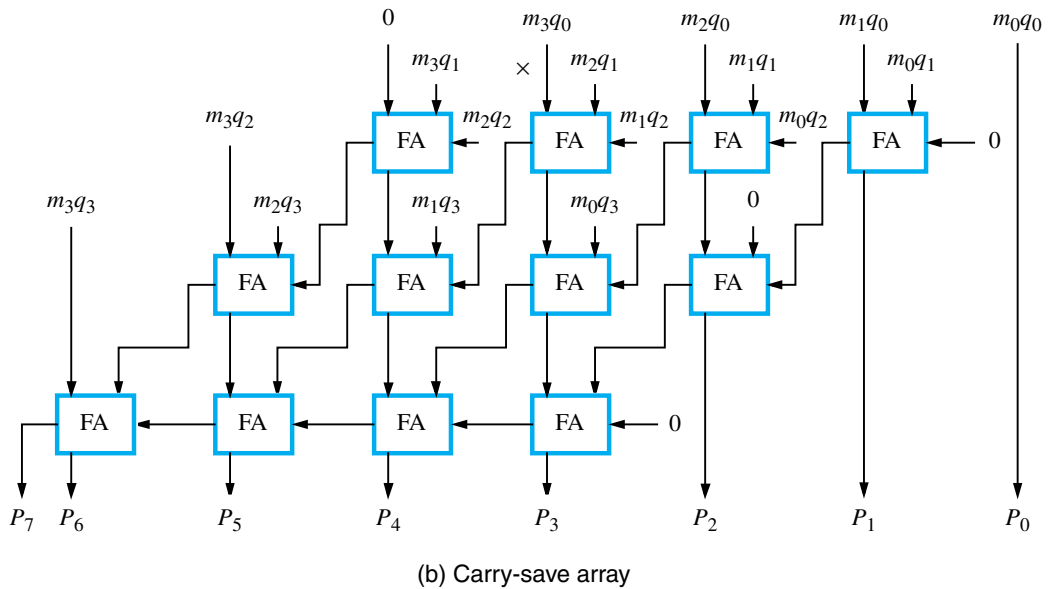 0 m₃q₀ m₂q₀ m₁q₀ m₀q₀
m₃q₁ × m₂q₁ m₁q₁ m₀q₁
m₃q₂ FA m₂q₂ FA m₁q₂ FA m₀q₂ FA 0
m₃q₃ m₂q₃ m₁q₃ m₀q₃ 0
FA FA FA FA
FA FA FA FA 0
P₇ P₆ P₅ P₄ P₃ P₂ P₁ P₀
(b) Carry-save array